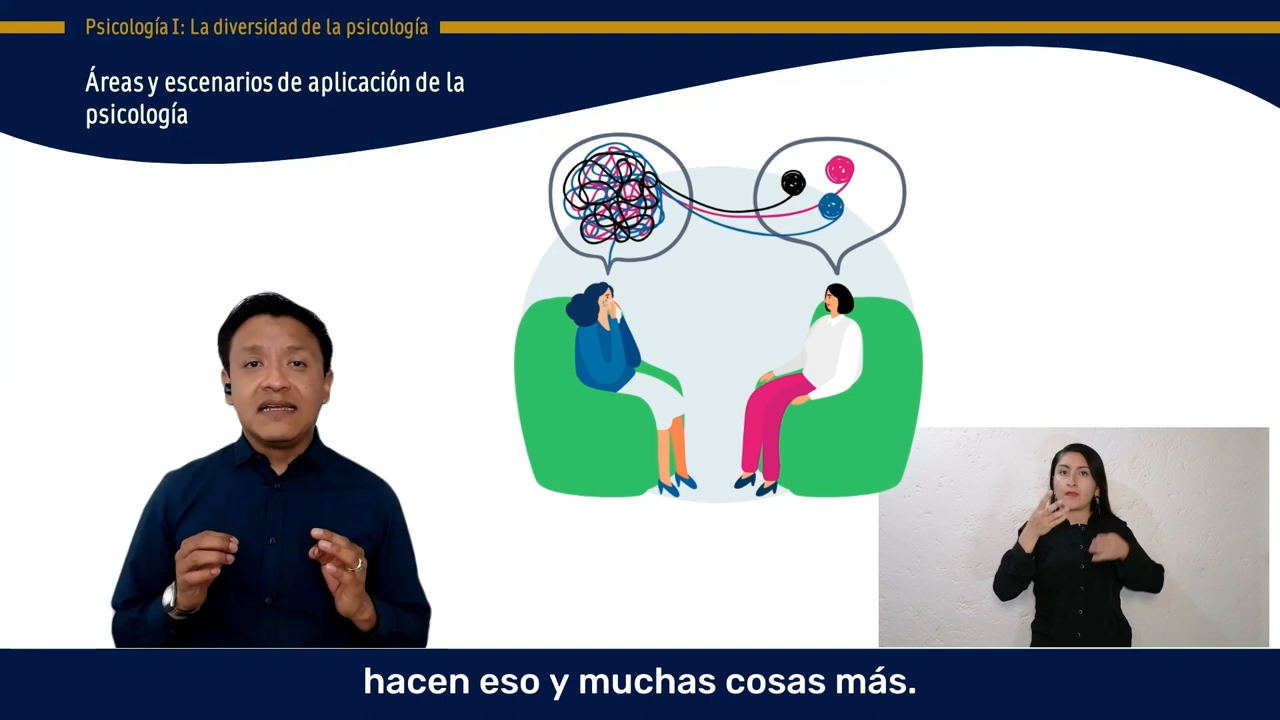 Psicología I: La diversidad de la psicología
Áreas y escenarios de aplicación de la
psicología
hacen eso y muchas cosas más.